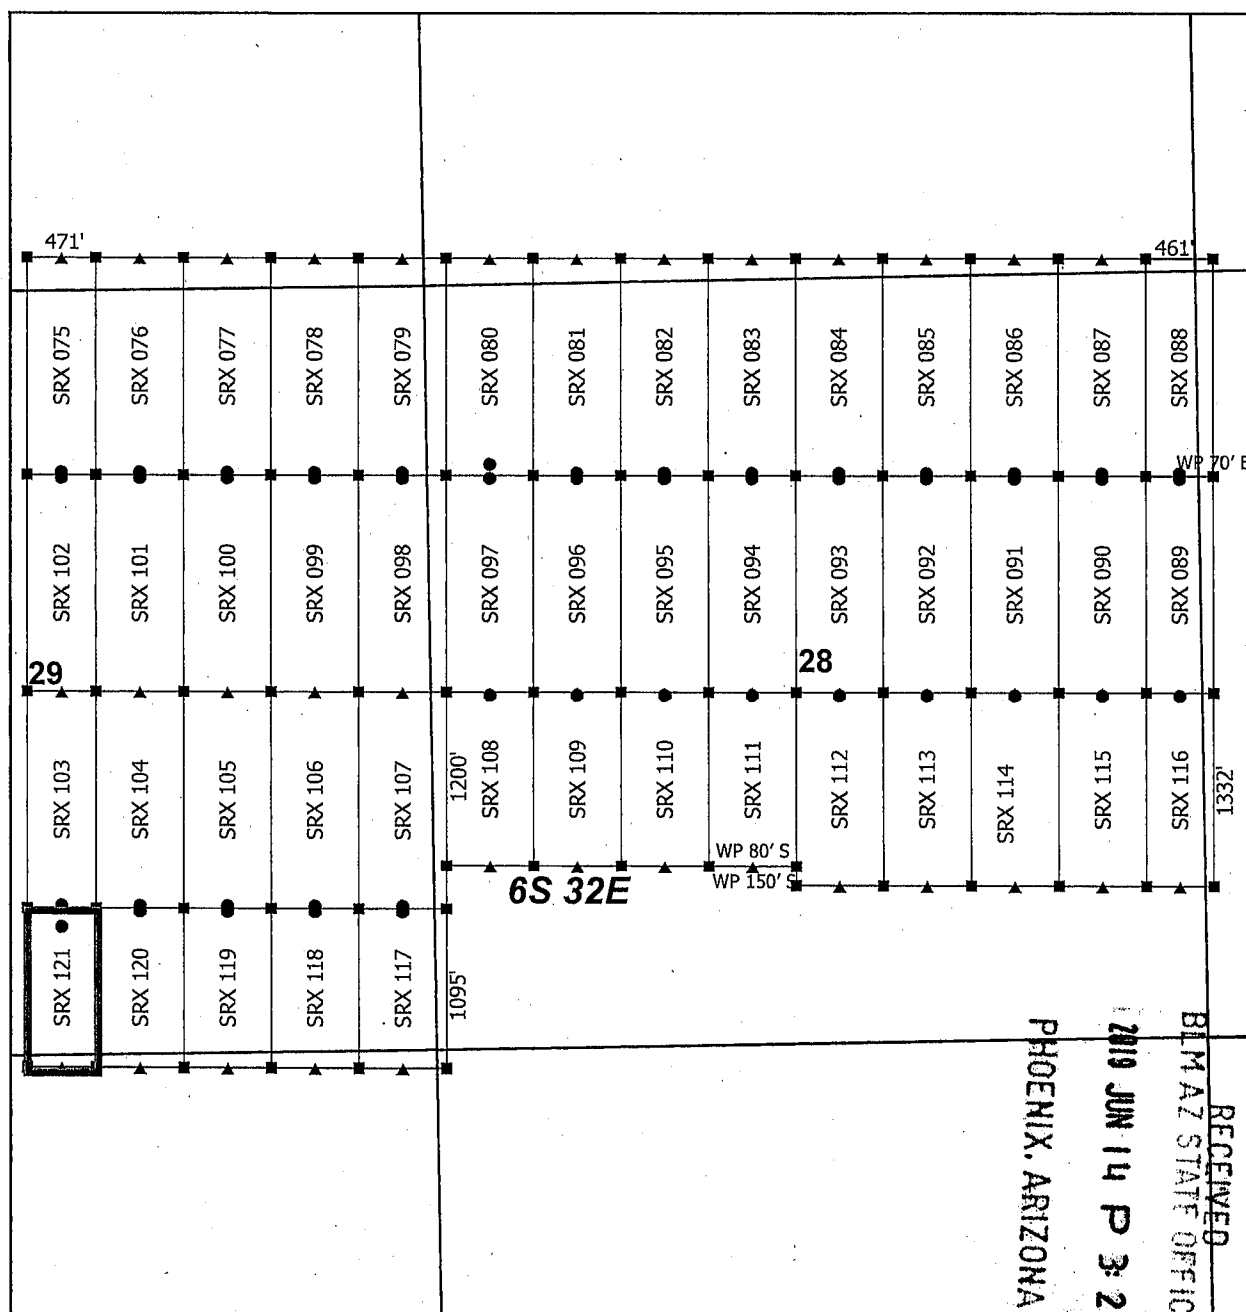 471'
461'
SRX 075
SRX 076
SRX 077
SRX 078
SRX 079
SRX 080
SRX 081
SRX 082
SRX 083
SRX 084
SRX 085
SRX 086
SRX 087
SRX 088
WP 70' E
SRX 102
SRX 101
SRX 100
SRX 099
SRX 098
SRX 097
SRX 096
SRX 095
SRX 094
SRX 093
SRX 092
SRX 091
SRX 090
SRX 089
29
28
SRX 103
SRX 104
SRX 105
SRX 106
SRX 107
1200'
SRX 108
SRX 109
SRX 110
SRX 111
SRX 112
SRX 113
SRX 114
SRX 115
SRX 116
1332'
WP 80' S
WP 150' S
6S 32E
SRX 121
SRX 120
SRX 119
SRX 118
SRX 117
1095'
RECEIVED
BLM AZ STATE OFFIC
2019 JUN 14 P 3:2
PHOENIX, ARIZONA